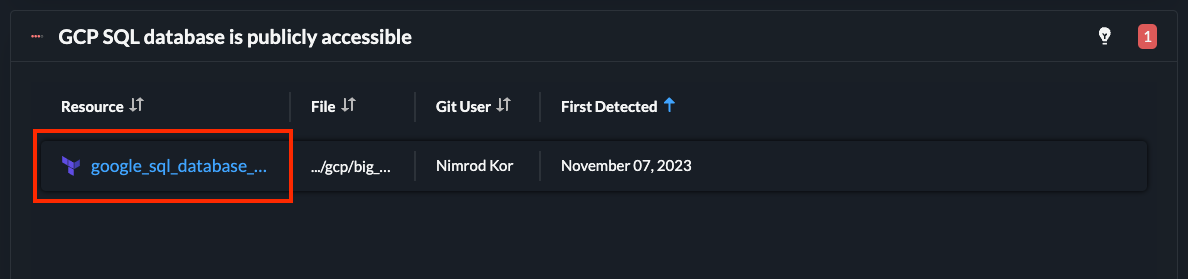 GCP SQL database is publicly accessible 1
Resource File Git User First Detected
google_sql_database_... .../gcp/big_... Nimrod Kor November 07, 2023